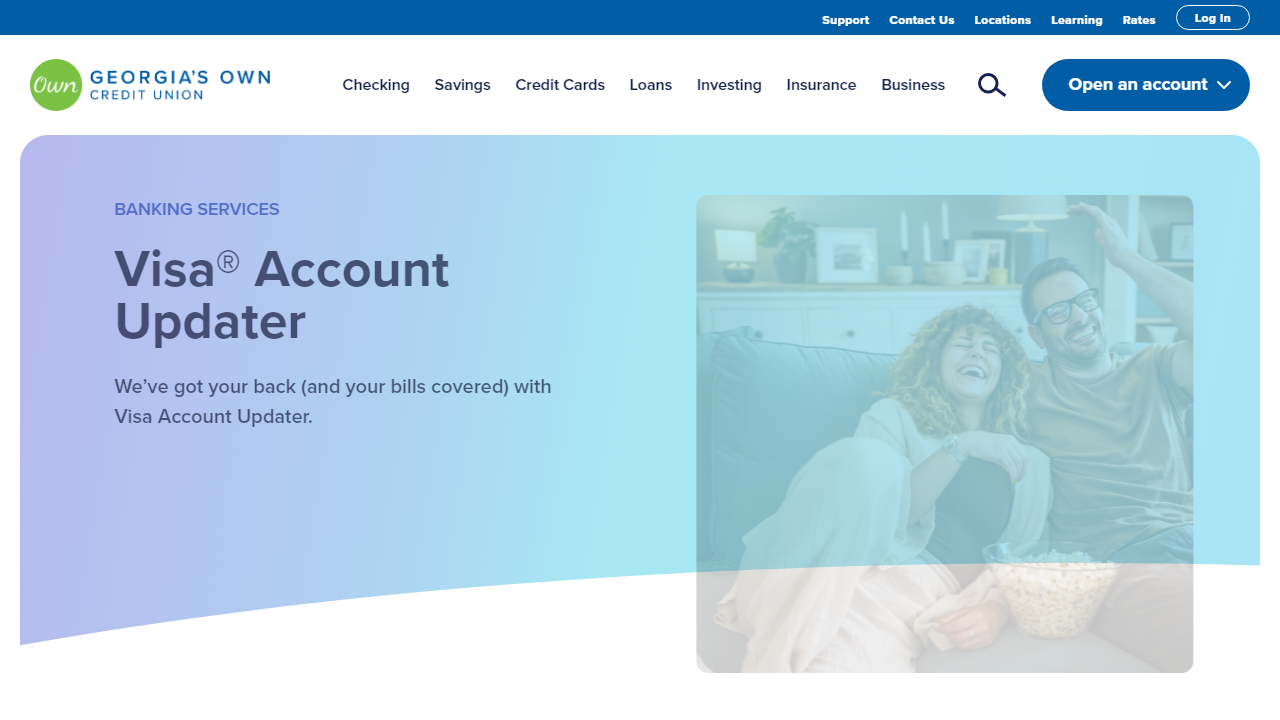 Support Contact Us Locations Learning Rates Log In
Own GEORGIA'S OWN
CREDIT UNION
Checking Savings Credit Cards Loans Investing Insurance Business Open an account
BANKING SERVICES
Visa® Account
Updater
We’ve got your back (and your bills covered) with
Visa Account Updater.